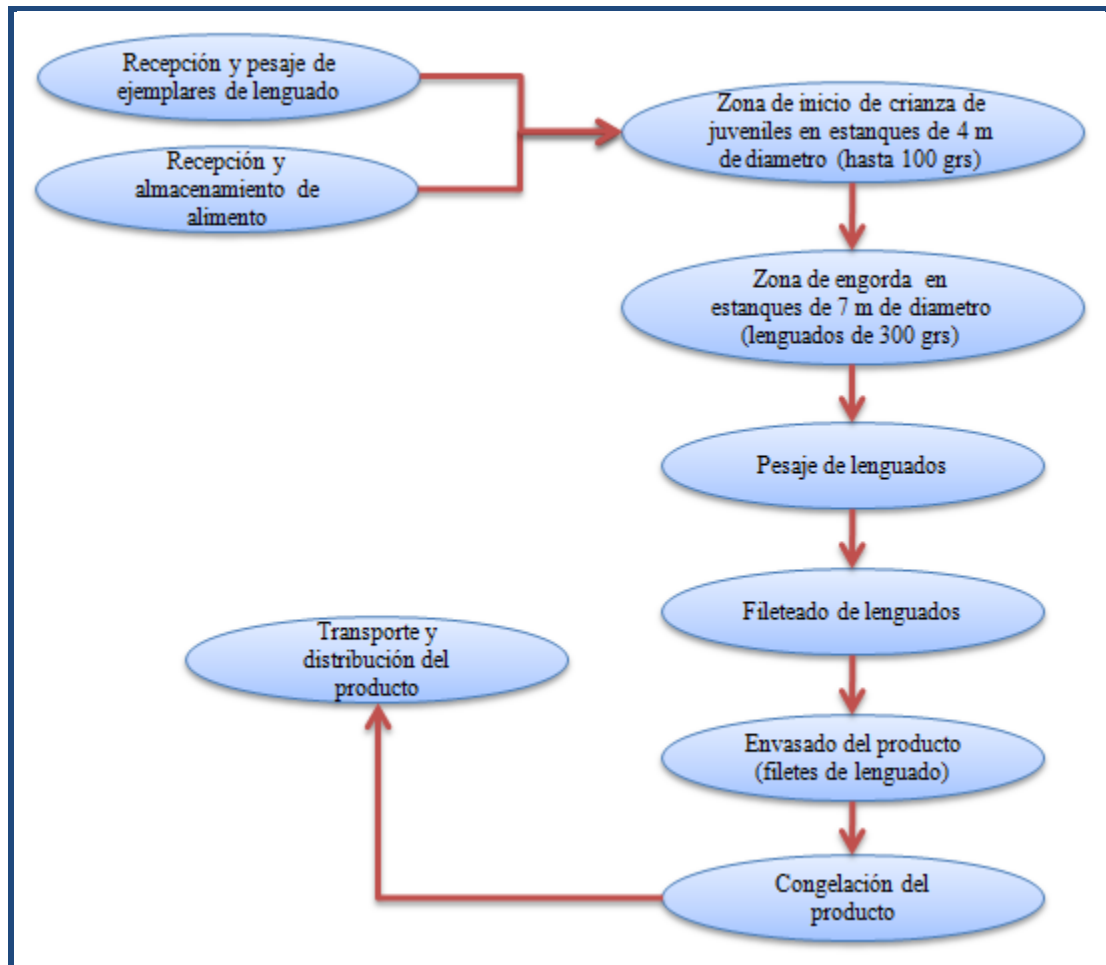 Recepción y pesaje de
ejemplares de lenguado
Recepción y
almacenamiento de
alimento
Zona de inicio de crianza de
juveniles en estanques de 4 m
de diametro (hasta 100 grs)
Zona de engorda en
estanques de 7 m de diametro
(lenguados de 300 grs)
Pesaje de lenguados
Fileteado de lenguados
Envasado del producto
(filetes de lenguado)
Congelación del
producto
Transporte y
distribución del
producto